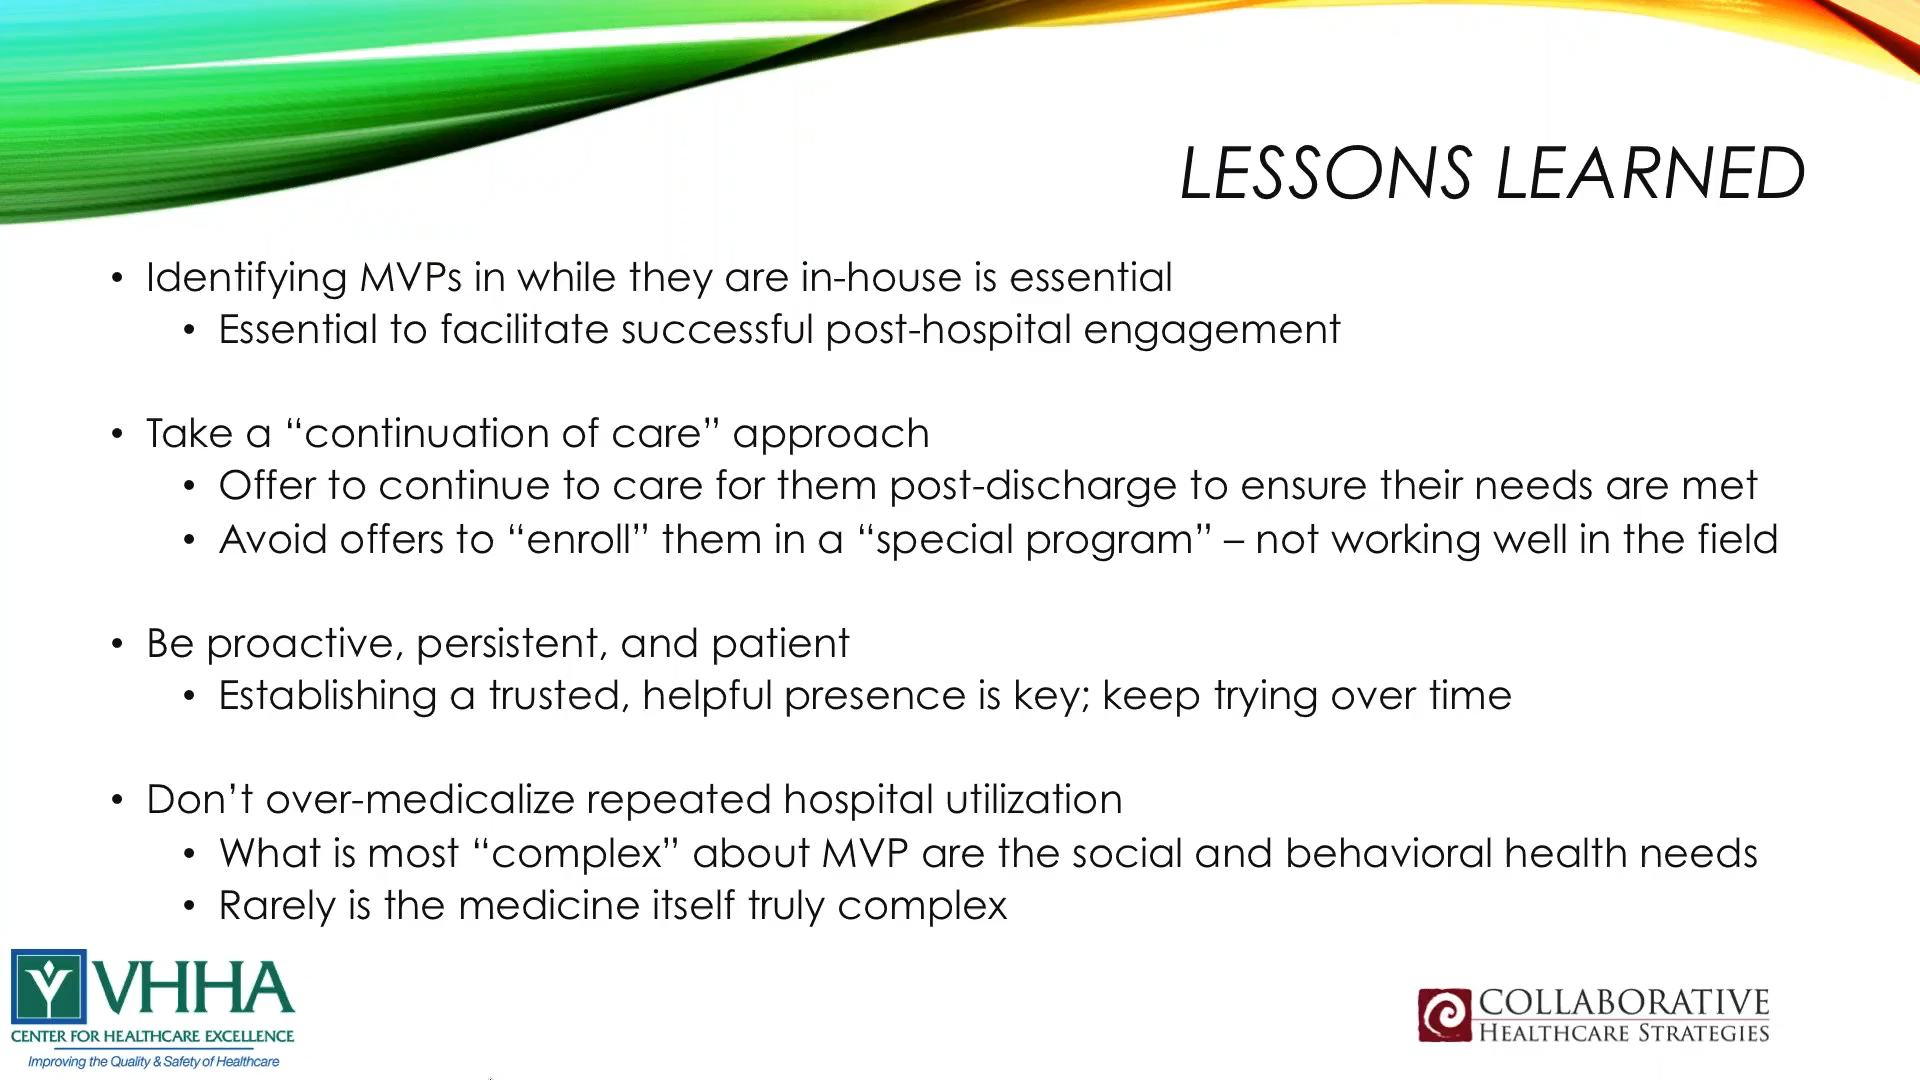 LESSONS LEARNED
• Identifying MVPs in while they are in-house is essential
• Essential to facilitate successful post-hospital engagement
• Take a “continuation of care” approach
• Offer to continue to care for them post-discharge to ensure their needs are met
• Avoid offers to “enroll” them in a “special program” – not working well in the field
• Be proactive, persistent, and patient
• Establishing a trusted, helpful presence is key; keep trying over time
• Don’t over-medicalize repeated hospital utilization
• What is most “complex” about MVP are the social and behavioral health needs
• Rarely is the medicine itself truly complex
VHHA
CENTER FOR HEALTHCARE EXCELLENCE
Improving the Quality & Safety of Healthcare
COLLABORATIVE
HEALTHCARE STRATEGIES